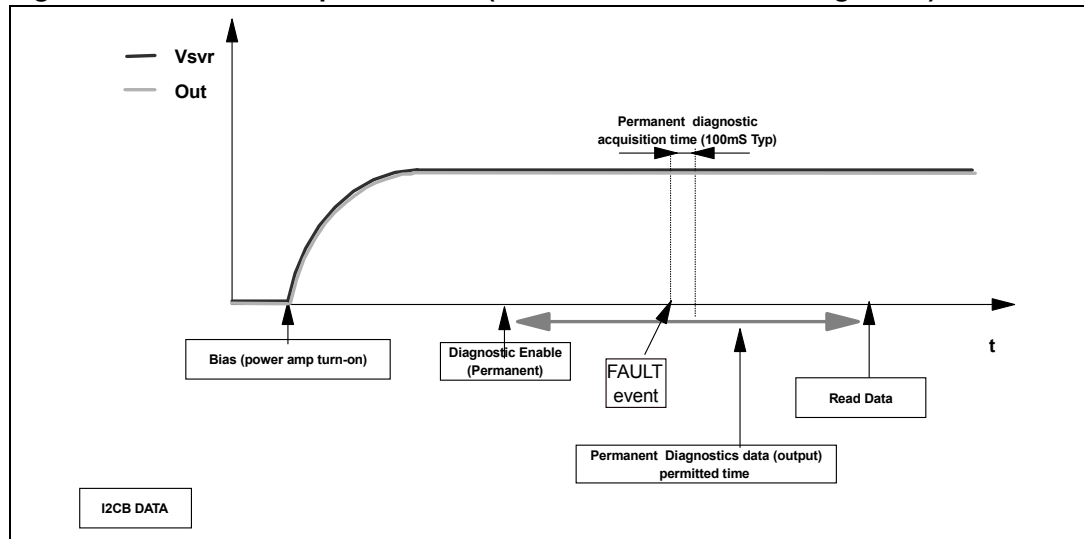 Vsvr
Out
Permanent diagnostic
acquisition time (100mS Typ)
Bias (power amp turn-on)
Diagnostic Enable
(Permanent)
FAULT
event
t
Read Data
Permanent Diagnostics data (output)
permitted time
I2CB DATA